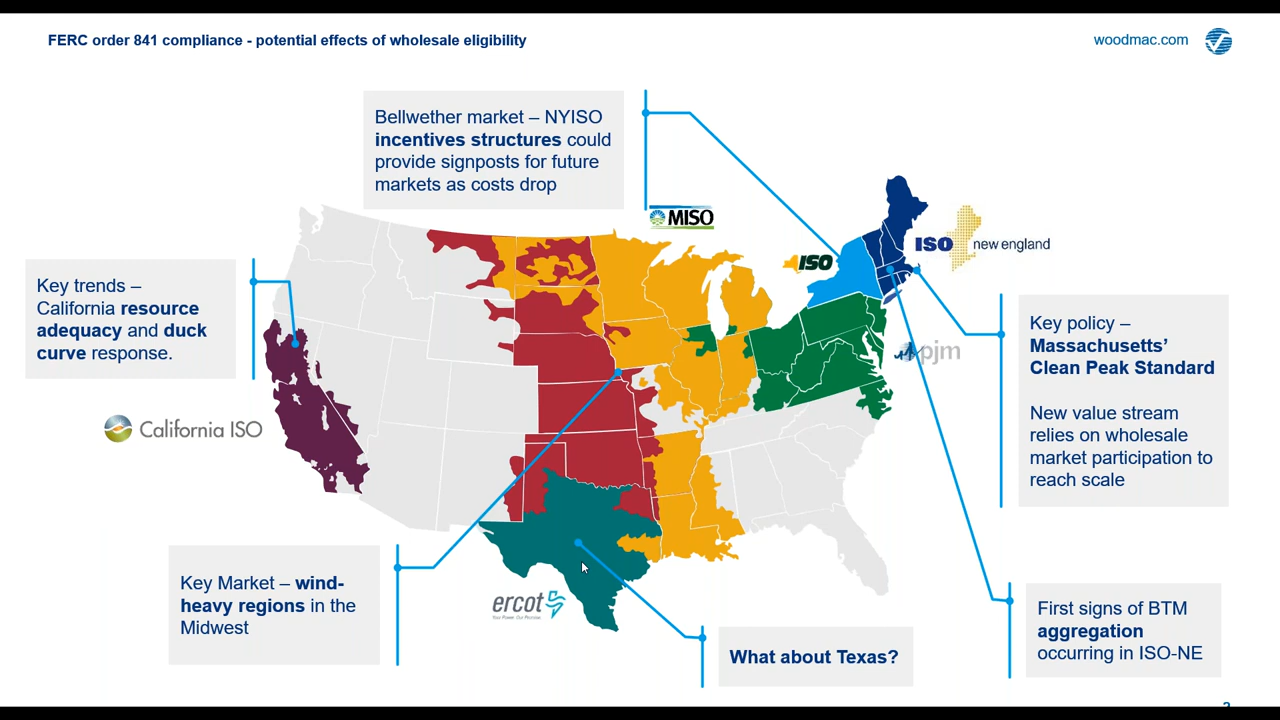 FERC order 841 compliance - potential effects of wholesale eligibility
woodmac.com
Bellwether market – NYISO
incentives structures could
provide signposts for future
markets as costs drop
MISO
ISO
ISO new england
Key trends –
California resource
adequacy and duck
curve response.
Key policy –
Massachusetts’
Clean Peak Standard
New value stream
relies on wholesale
market participation to
reach scale
pjm
California ISO
Key Market – wind-
heavy regions in the
Midwest
ercot
Your Power. Our Promise.
What about Texas?
First signs of BTM
aggregation
occurring in ISO-NE